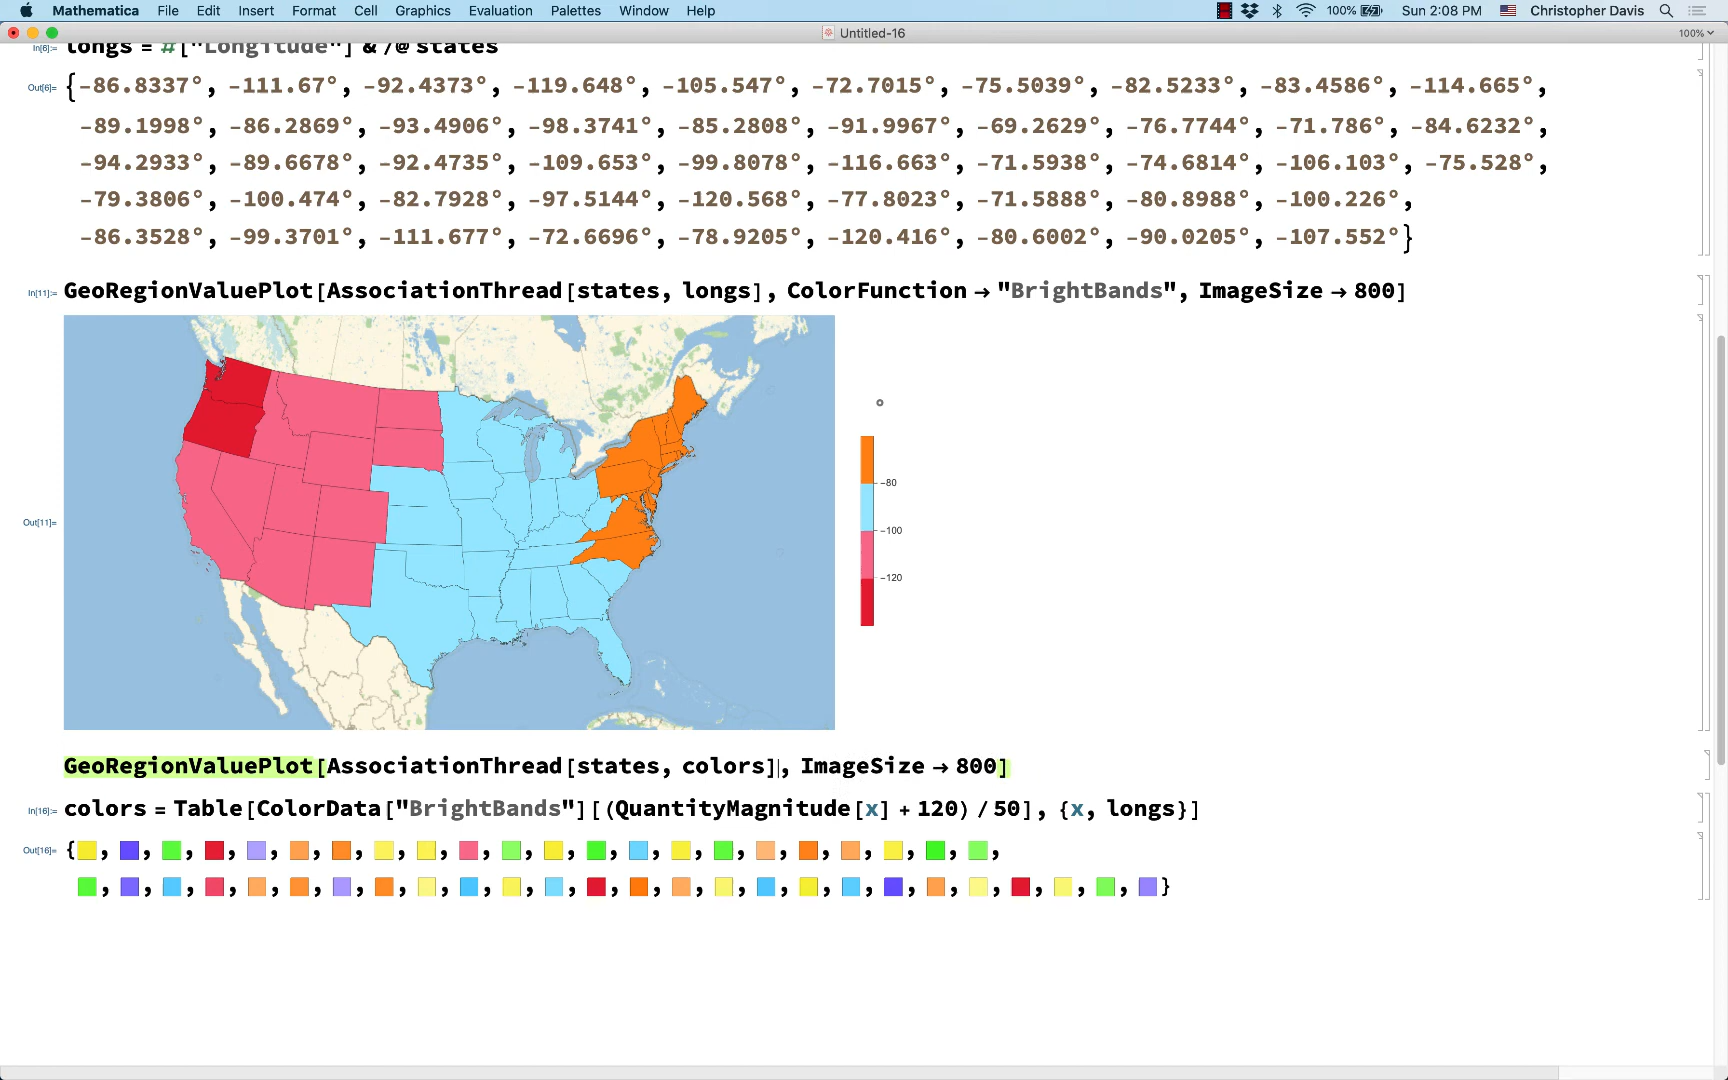 Mathematica File Edit Insert Format Cell Graphics Evaluation Palettes Window Help 100% Sun 2:08 PM Christopher Davis
Untitled-16 100%
In[6]:= longs = #["Longitude"] & /@ states
Out[6]= {-86.8337°, -111.67°, -92.4373°, -119.648°, -105.547°, -72.7015°, -75.5039°, -82.5233°, -83.4586°, -114.665°,
-89.1998°, -86.2869°, -93.4906°, -98.3741°, -85.2808°, -91.9967°, -69.2629°, -76.7744°, -71.786°, -84.6232°,
-94.2933°, -89.6678°, -92.4735°, -109.653°, -99.8078°, -116.663°, -71.5938°, -74.6814°, -106.103°, -75.528°,
-79.3806°, -100.474°, -82.7928°, -97.5144°, -120.568°, -77.8023°, -71.5888°, -80.8988°, -100.226°,
-86.3528°, -99.3701°, -111.677°, -72.6696°, -78.9205°, -120.416°, -80.6002°, -90.0205°, -107.552°}
In[11]:= GeoRegionValuePlot[AssociationThread[states, longs], ColorFunction → "BrightBands", ImageSize → 800]
Out[11]=
°
-80
-100
-120
GeoRegionValuePlot[AssociationThread[states, colors], ImageSize → 800]
In[16]:= colors = Table[ColorData["BrightBands"][(QuantityMagnitude[x] + 120) / 50], {x, longs}]
Out[16]= { , , , , , , , , , , , , , , , , , , , , , ,
, , , , , , , , , , , , , , , , , , , , , , , , , }